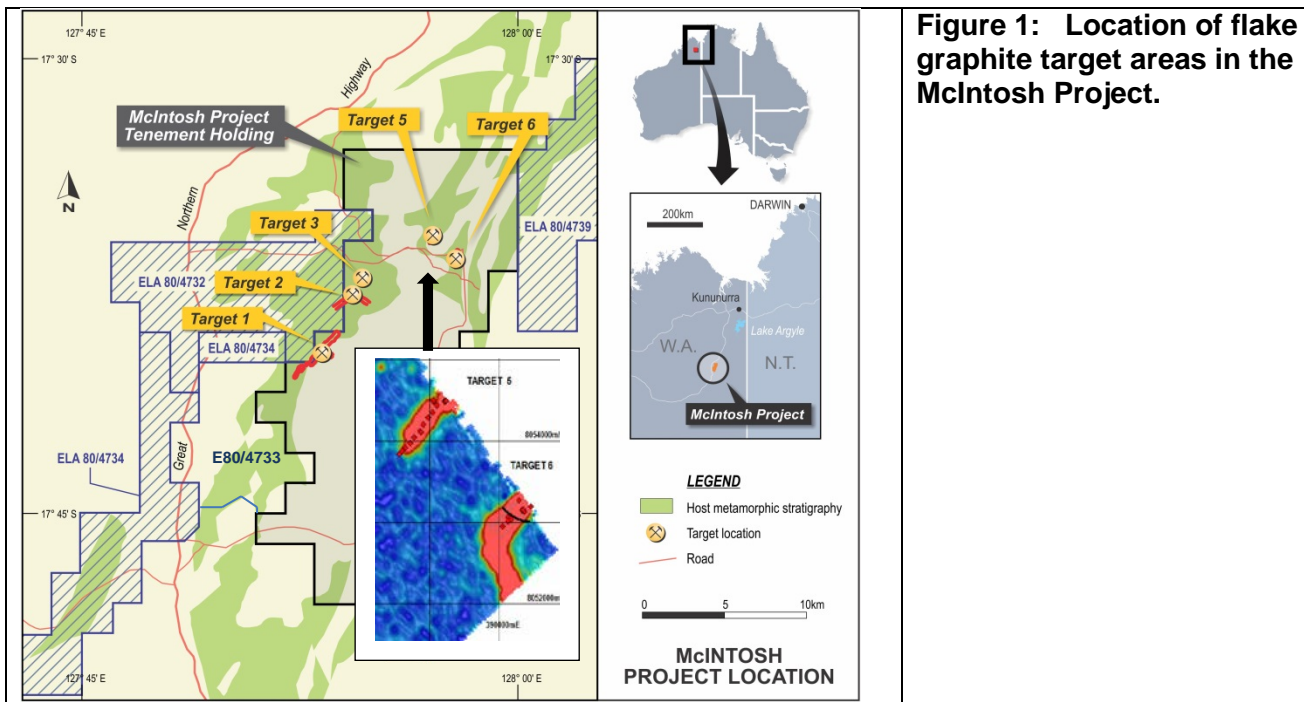 127° 45' E
128° 00' E
17° 30' S
17° 30' S
Highway
McIntosh Project
Tenement Holding
Target 5
Target 6
N
Northern
Target 3
ELA 80/4739
ELA 80/4732
Target 2
Target 1
ELA 80/4734
TARGET 5
8054000mN
TARGET 6
ELA 80/4734
Great
E80/4733
17° 45' S
17° 45' S
8052000mN
390000mE
127° 45' E
128° 00' E
200km
DARWIN
Kununurra
Lake Argyle
W.A.
N.T.
McIntosh Project
LEGEND
Host metamorphic stratigraphy
Target location
Road
0 5 10km
McINTOSH
PROJECT LOCATION
Figure 1: Location of flake
graphite target areas in the
McIntosh Project.